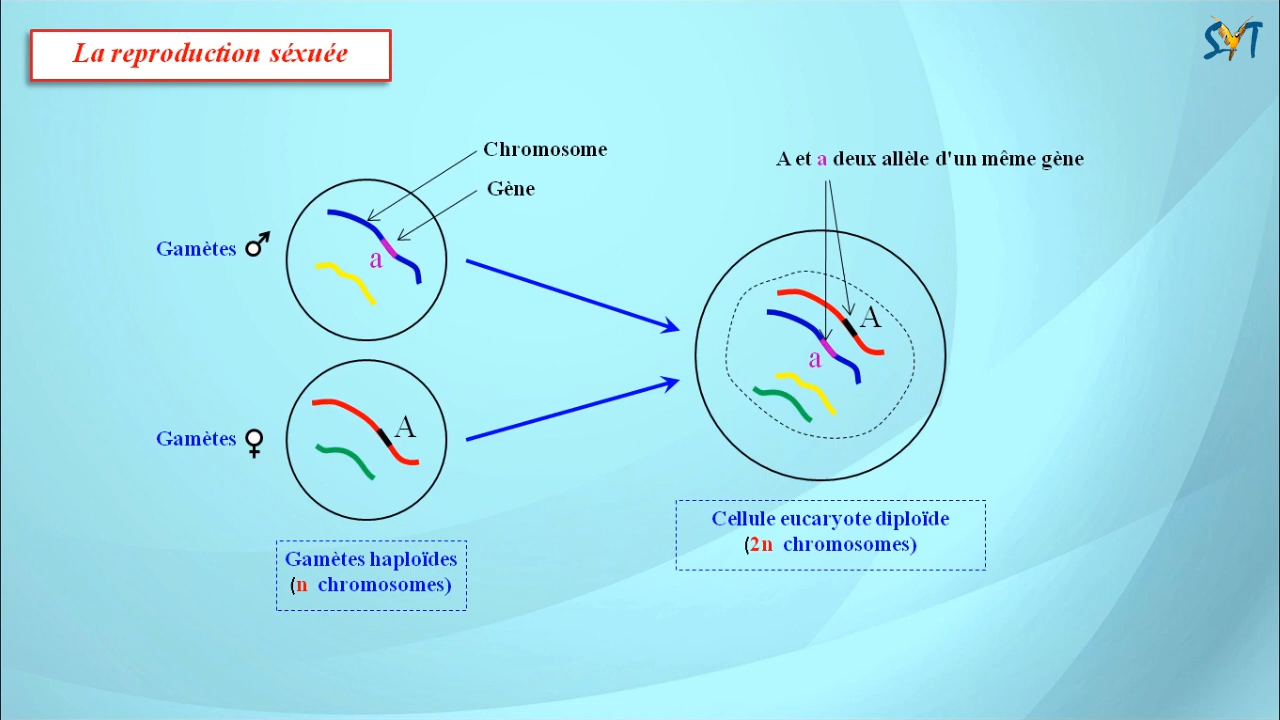 La reproduction séxuée
SVT
Chromosome
Gène
A et a deux allèle d'un même gène
Gamètes ♂
a
A
a
Gamètes ♀
A
Cellule eucaryote diploïde
(2n chromosomes)
Gamètes haploïdes
(n chromosomes)